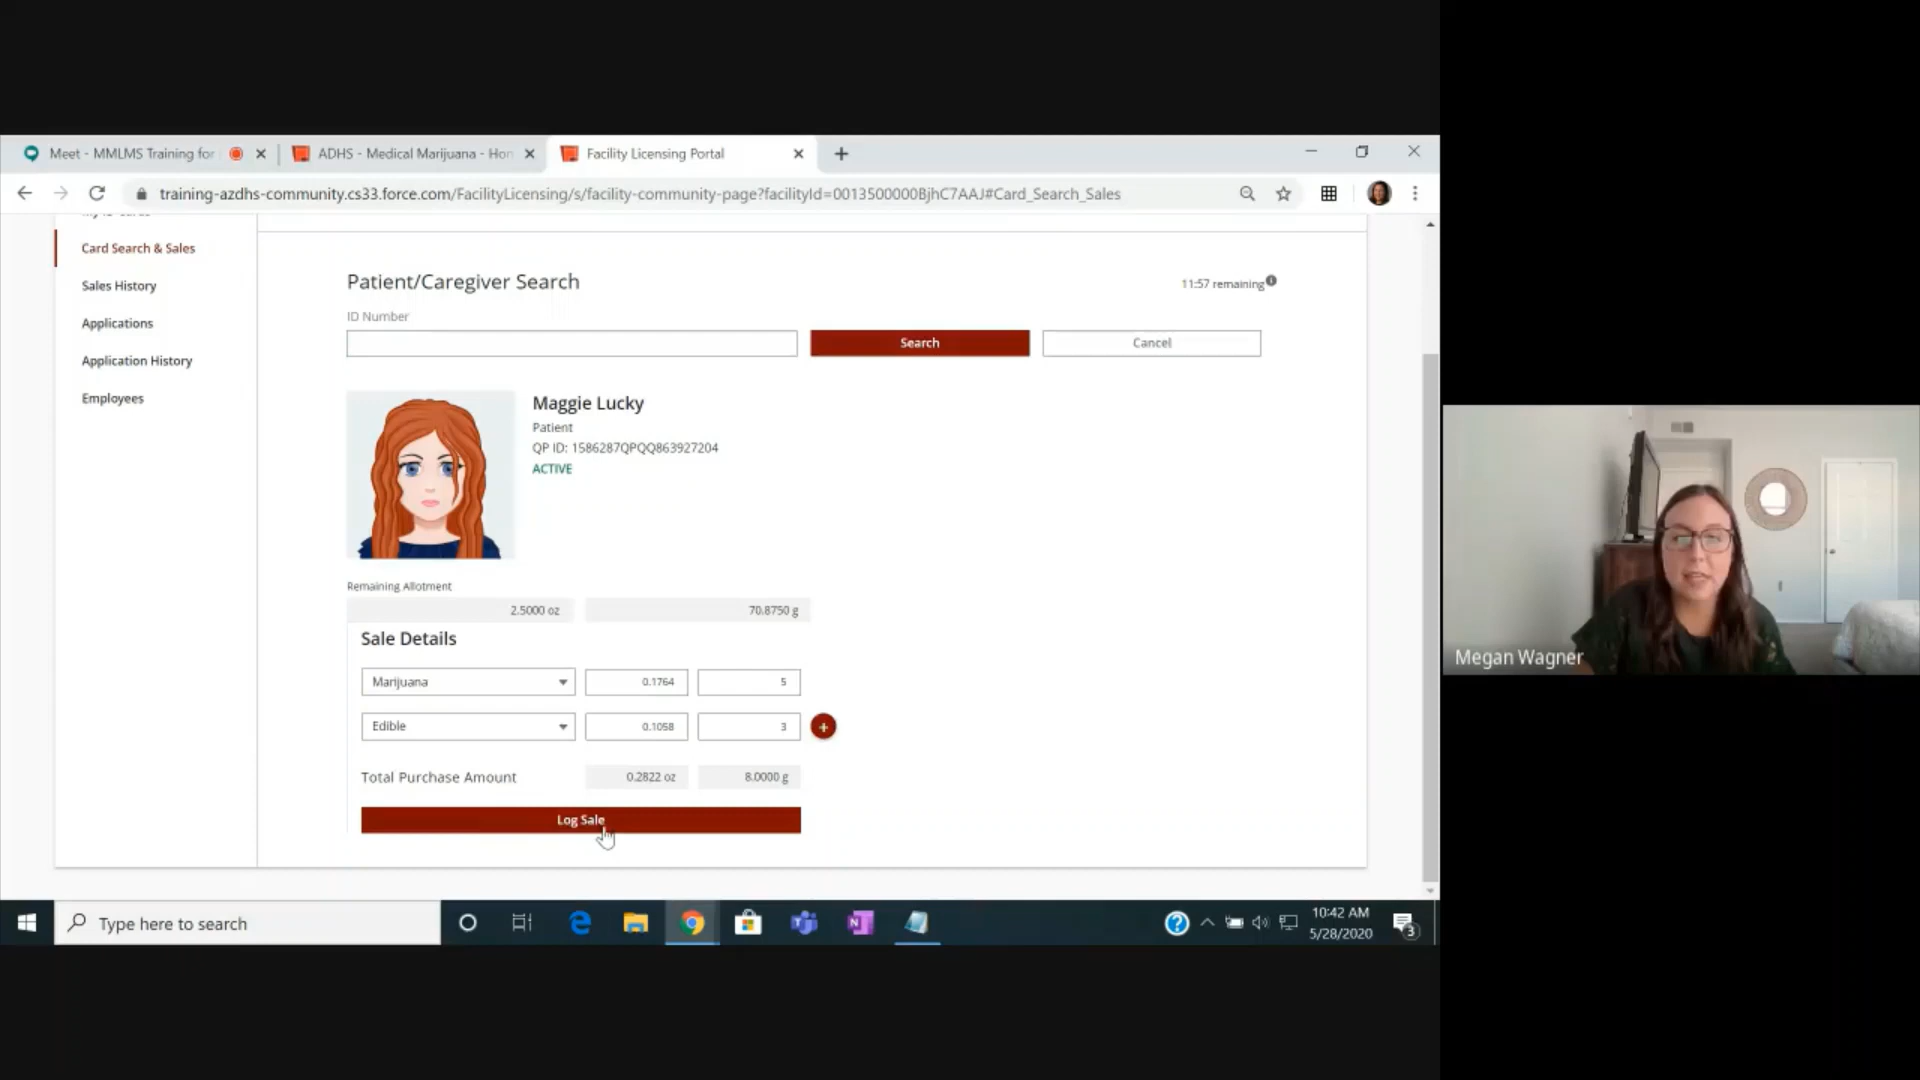 Meet - MMLMS Training for
ADHS - Medical Marijuana - Hon
Facility Licensing Portal
training-azdhs-community.cs33.force.com/FacilityLicensing/s/facility-community-page?facilityId=0013500000BjhC7AAJ#Card_Search_Sales
Card Search & Sales
Sales History
Applications
Application History
Employees
Patient/Caregiver Search
11:57 remaining
ID Number
Search
Cancel
Maggie Lucky
Patient
QP ID: 1586287QPQQ863927204
ACTIVE
Remaining Allotment
2.5000 oz
70.8750 g
Sale Details
Marijuana
0.1764
5
Edible
0.1058
3
+
Total Purchase Amount
0.2822 oz
8.0000 g
Log Sale
Megan Wagner
Type here to search
10:42 AM
5/28/2020
3